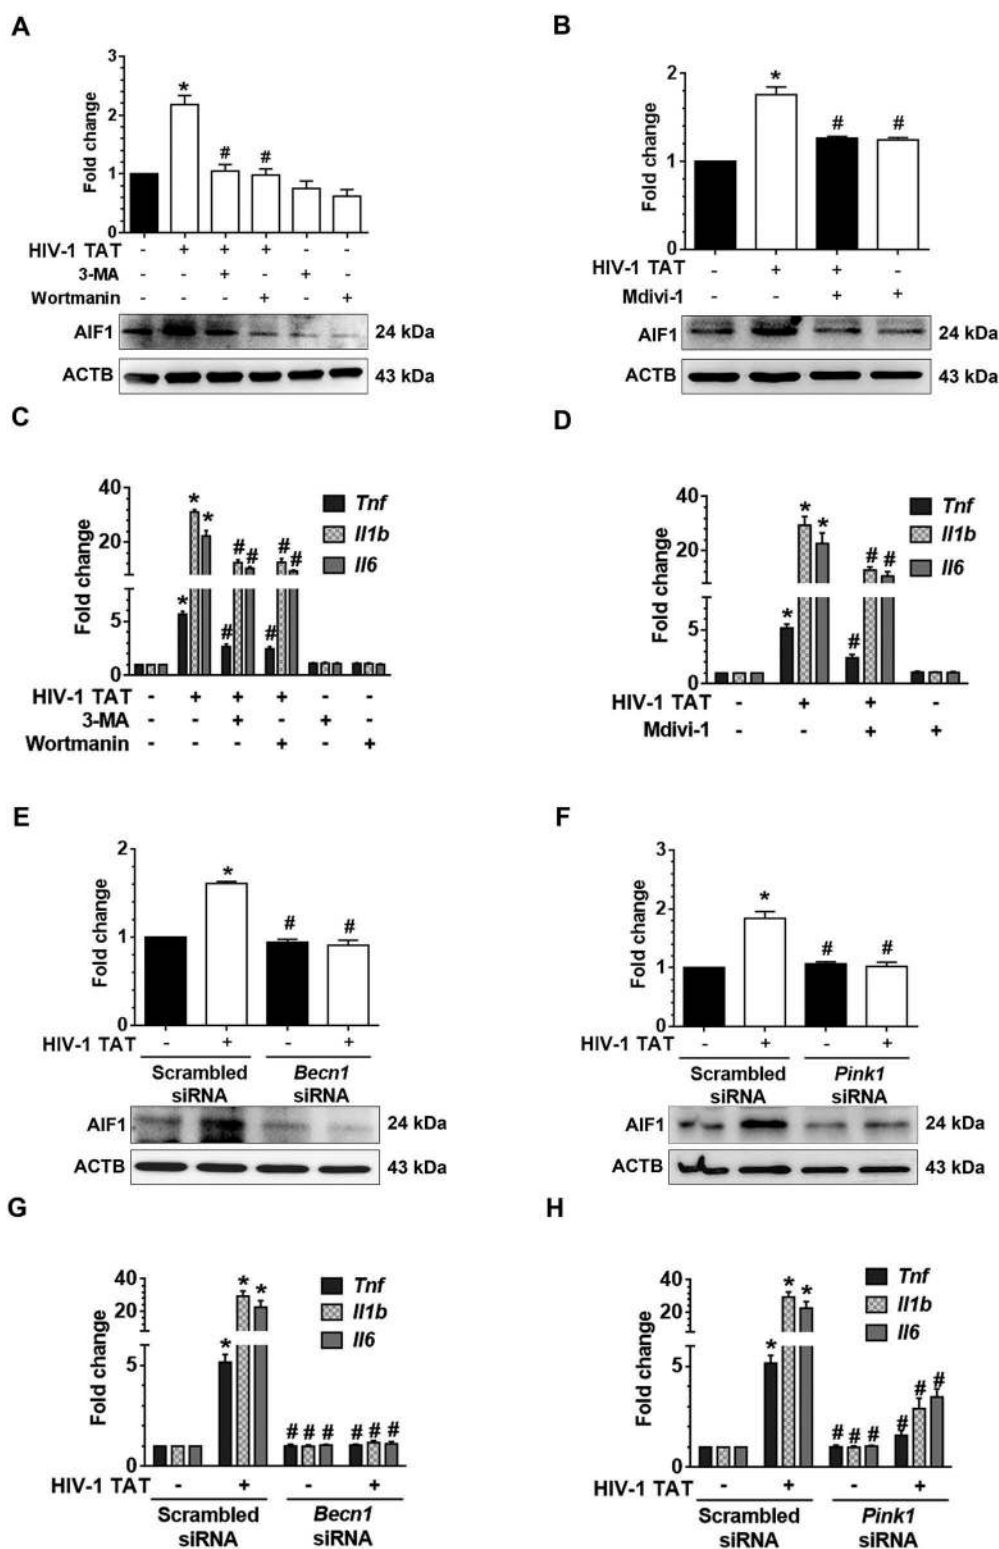 A
B
3
2
1
0
Fold change
*
#
#
HIV-1 TAT - + + + - -
3-MA - - + - + -
Wortmanin - - - + - +
AIF1 24 kDa
ACTB 43 kDa
2
1
0
Fold change
*
#
#
HIV-1 TAT - + + -
Mdivi-1 - - + +
AIF1 24 kDa
ACTB 43 kDa
C
D
40
20
5
0
Fold change
* * *
# # #
# # #
Tnf
Il1b
Il6
HIV-1 TAT - + + + - -
3-MA - - + - + -
Wortmanin - - - + - +
40
20
5
0
Fold change
* * *
# # #
Tnf
Il1b
Il6
HIV-1 TAT - + + -
Mdivi-1 - - + +
E
F
2
1
0
Fold change
*
#
#
HIV-1 TAT - + - +
Scrambled siRNA
Becn1 siRNA
AIF1 24 kDa
ACTB 43 kDa
3
2
1
0
Fold change
*
#
#
HIV-1 TAT - + - +
Scrambled siRNA
Pink1 siRNA
AIF1 24 kDa
ACTB 43 kDa
G
H
40
20
5
0
Fold change
* * *
# # # # # #
Tnf
Il1b
Il6
HIV-1 TAT - + - +
Scrambled siRNA
Becn1 siRNA
40
20
5
0
Fold change
* * *
# # # # # #
Tnf
Il1b
Il6
HIV-1 TAT - + - +
Scrambled siRNA
Pink1 siRNA